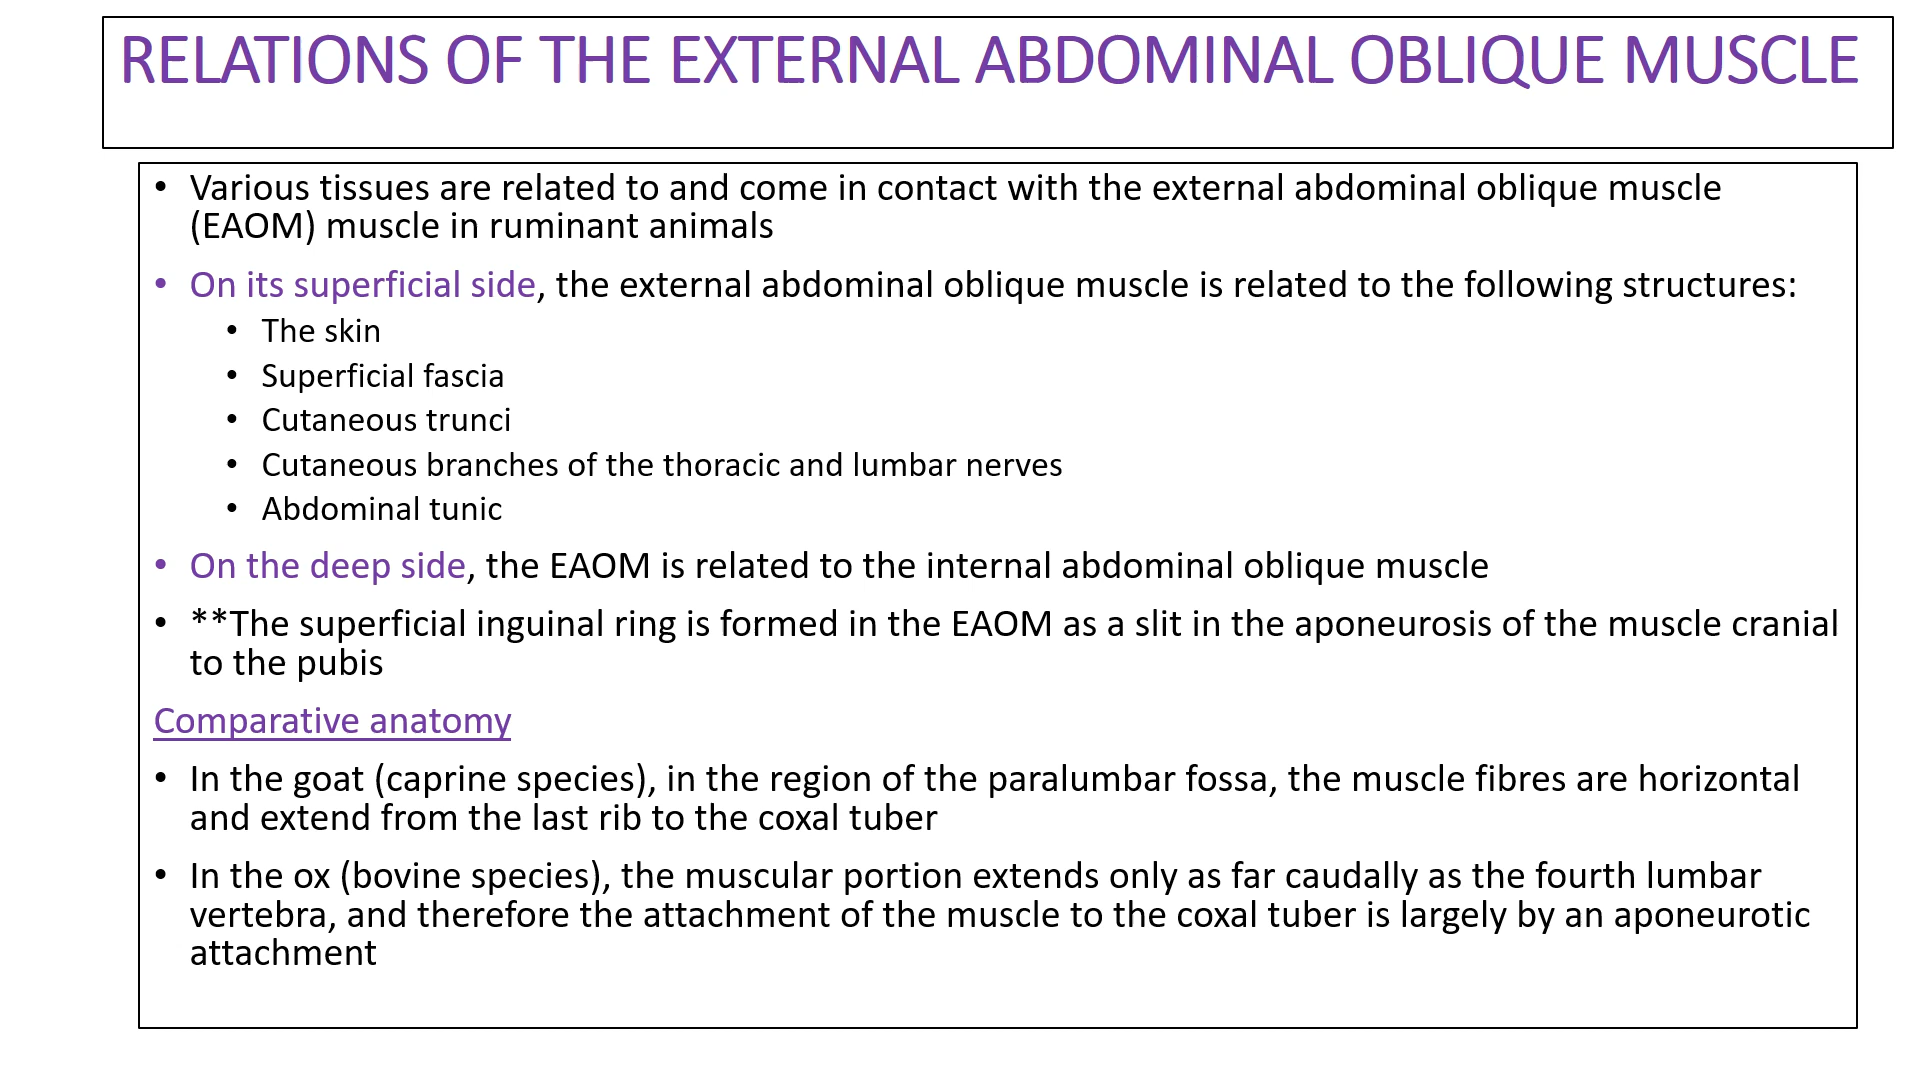 RELATIONS OF THE EXTERNAL ABDOMINAL OBLIQUE MUSCLE
• Various tissues are related to and come in contact with the external abdominal oblique muscle
(EAOM) muscle in ruminant animals
• On its superficial side, the external abdominal oblique muscle is related to the following structures:
• The skin
• Superficial fascia
• Cutaneous trunci
• Cutaneous branches of the thoracic and lumbar nerves
• Abdominal tunic
• On the deep side, the EAOM is related to the internal abdominal oblique muscle
• **The superficial inguinal ring is formed in the EAOM as a slit in the aponeurosis of the muscle cranial
to the pubis
Comparative anatomy
• In the goat (caprine species), in the region of the paralumbar fossa, the muscle fibres are horizontal
and extend from the last rib to the coxal tuber
• In the ox (bovine species), the muscular portion extends only as far caudally as the fourth lumbar
vertebra, and therefore the attachment of the muscle to the coxal tuber is largely by an aponeurotic
attachment